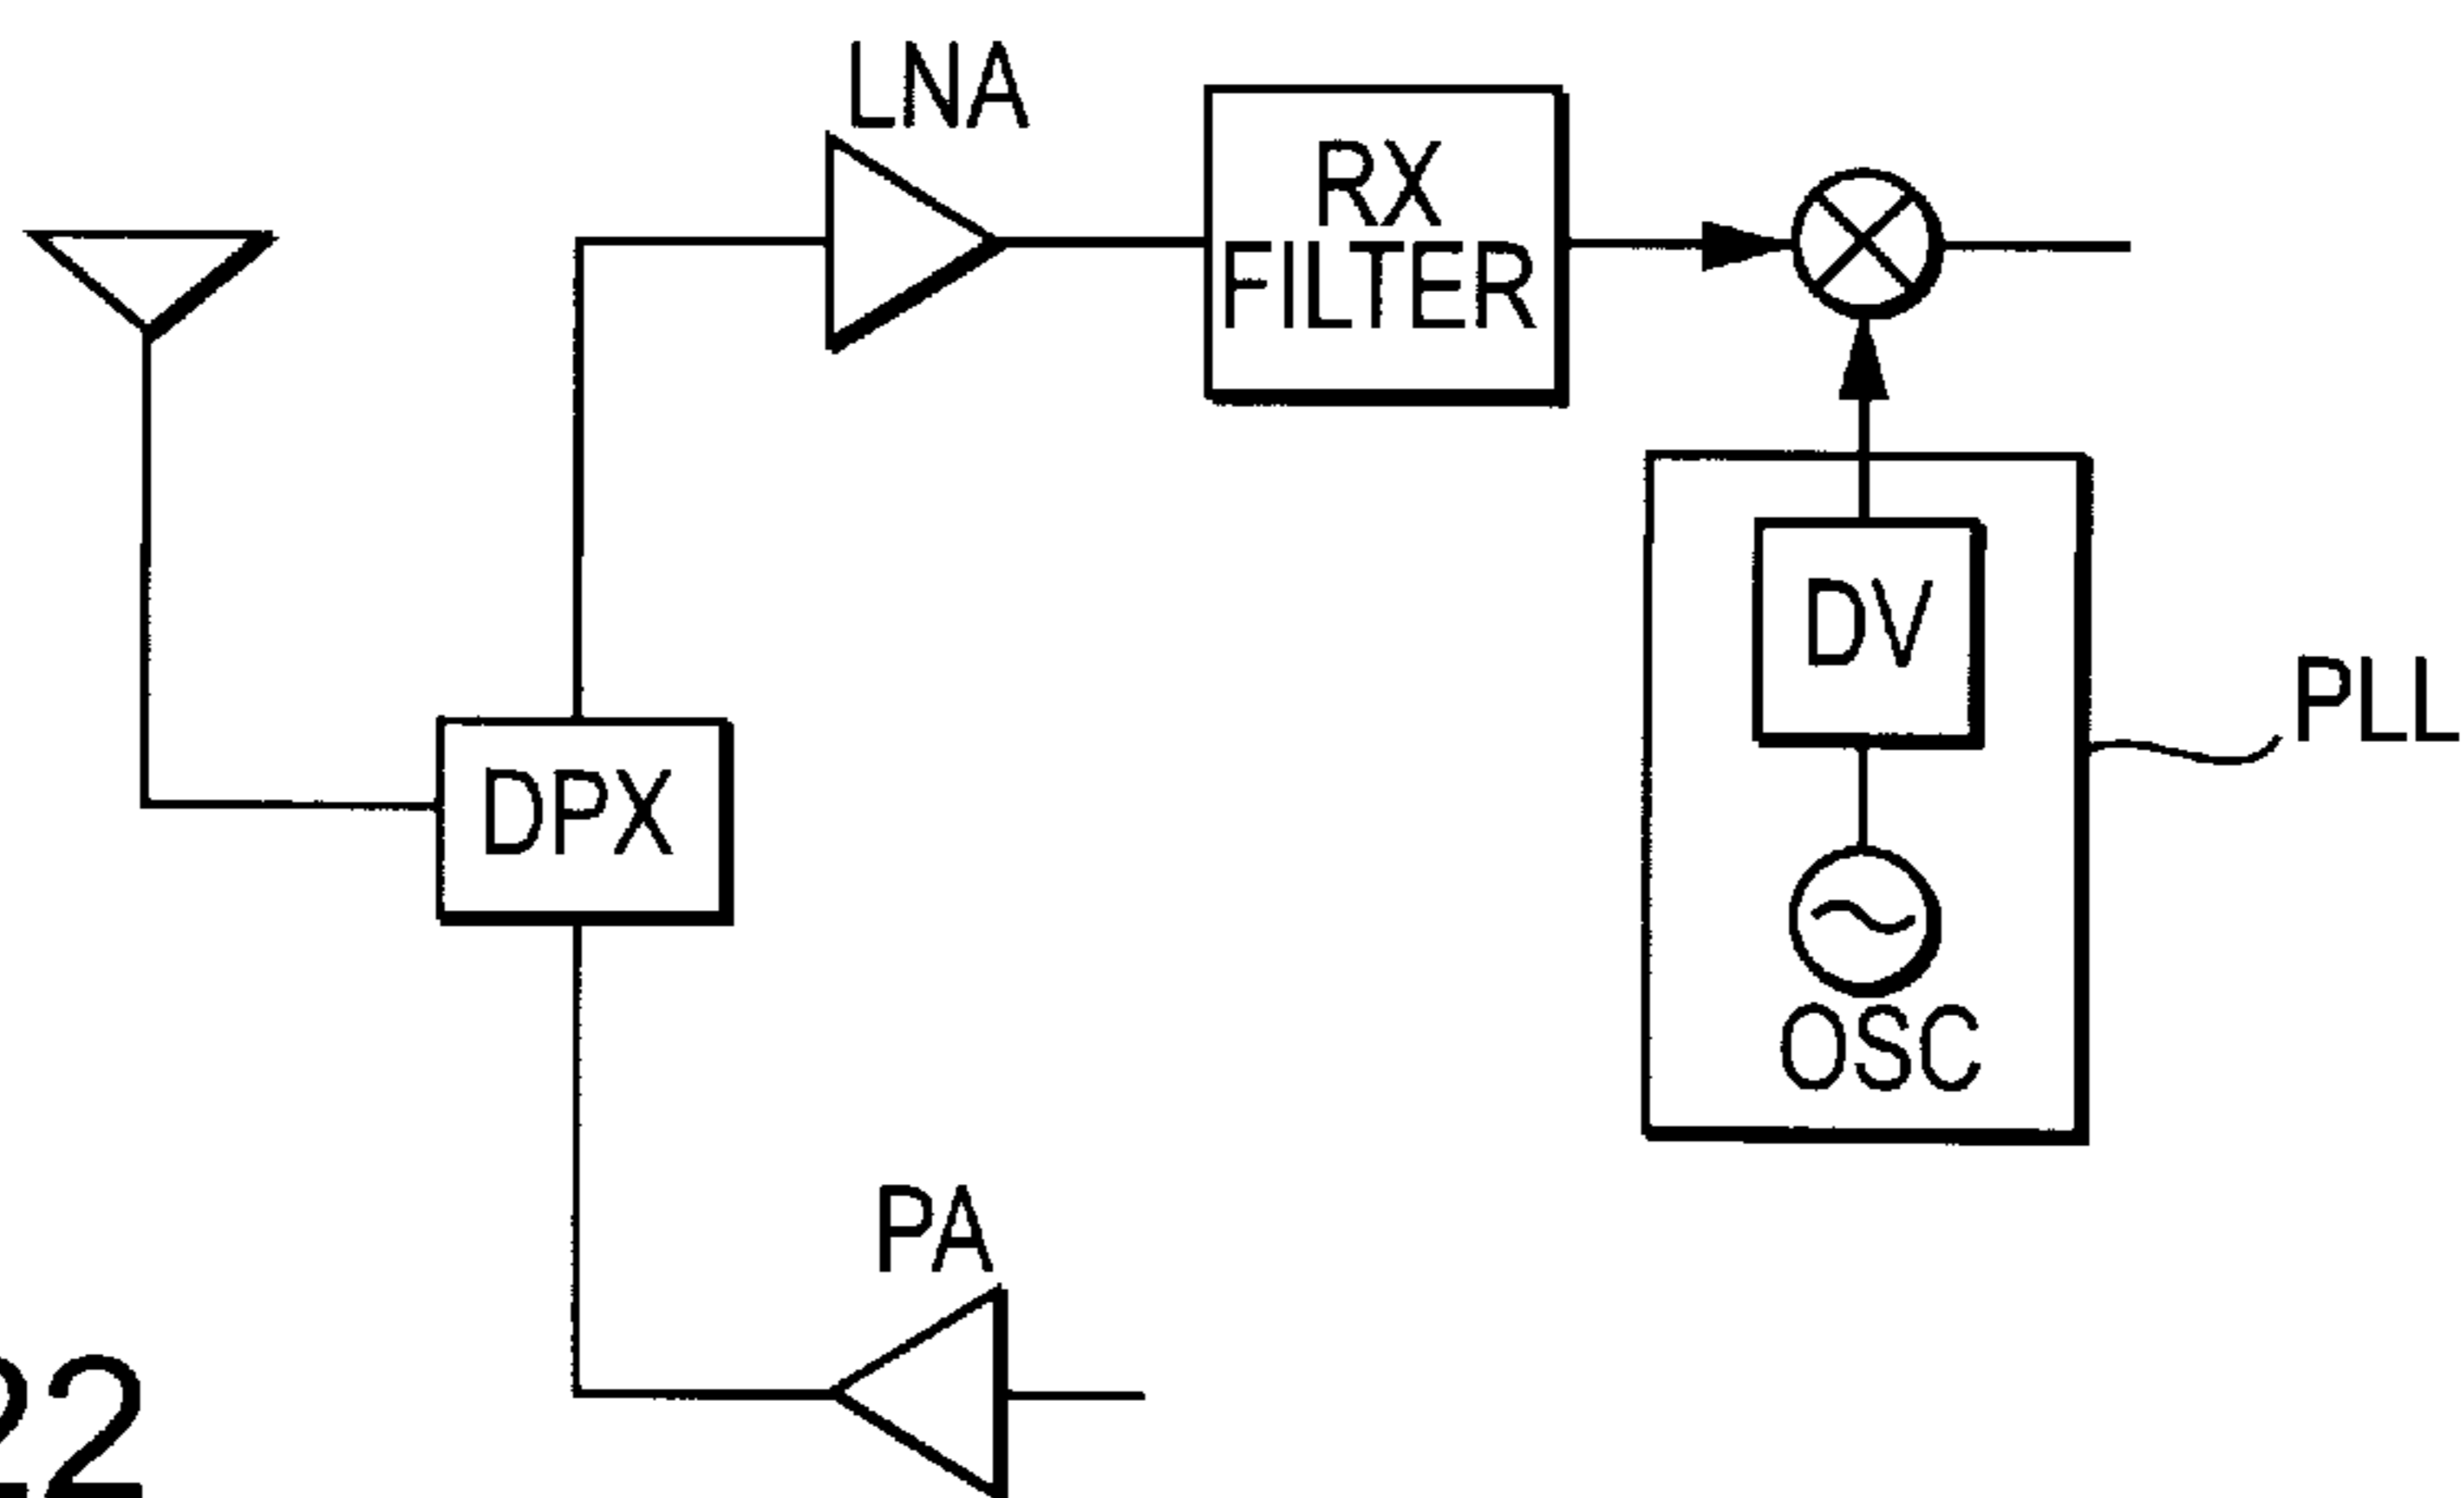 LNA
RX
FILTER
DV
PLL
DPX
OSC
PA
22